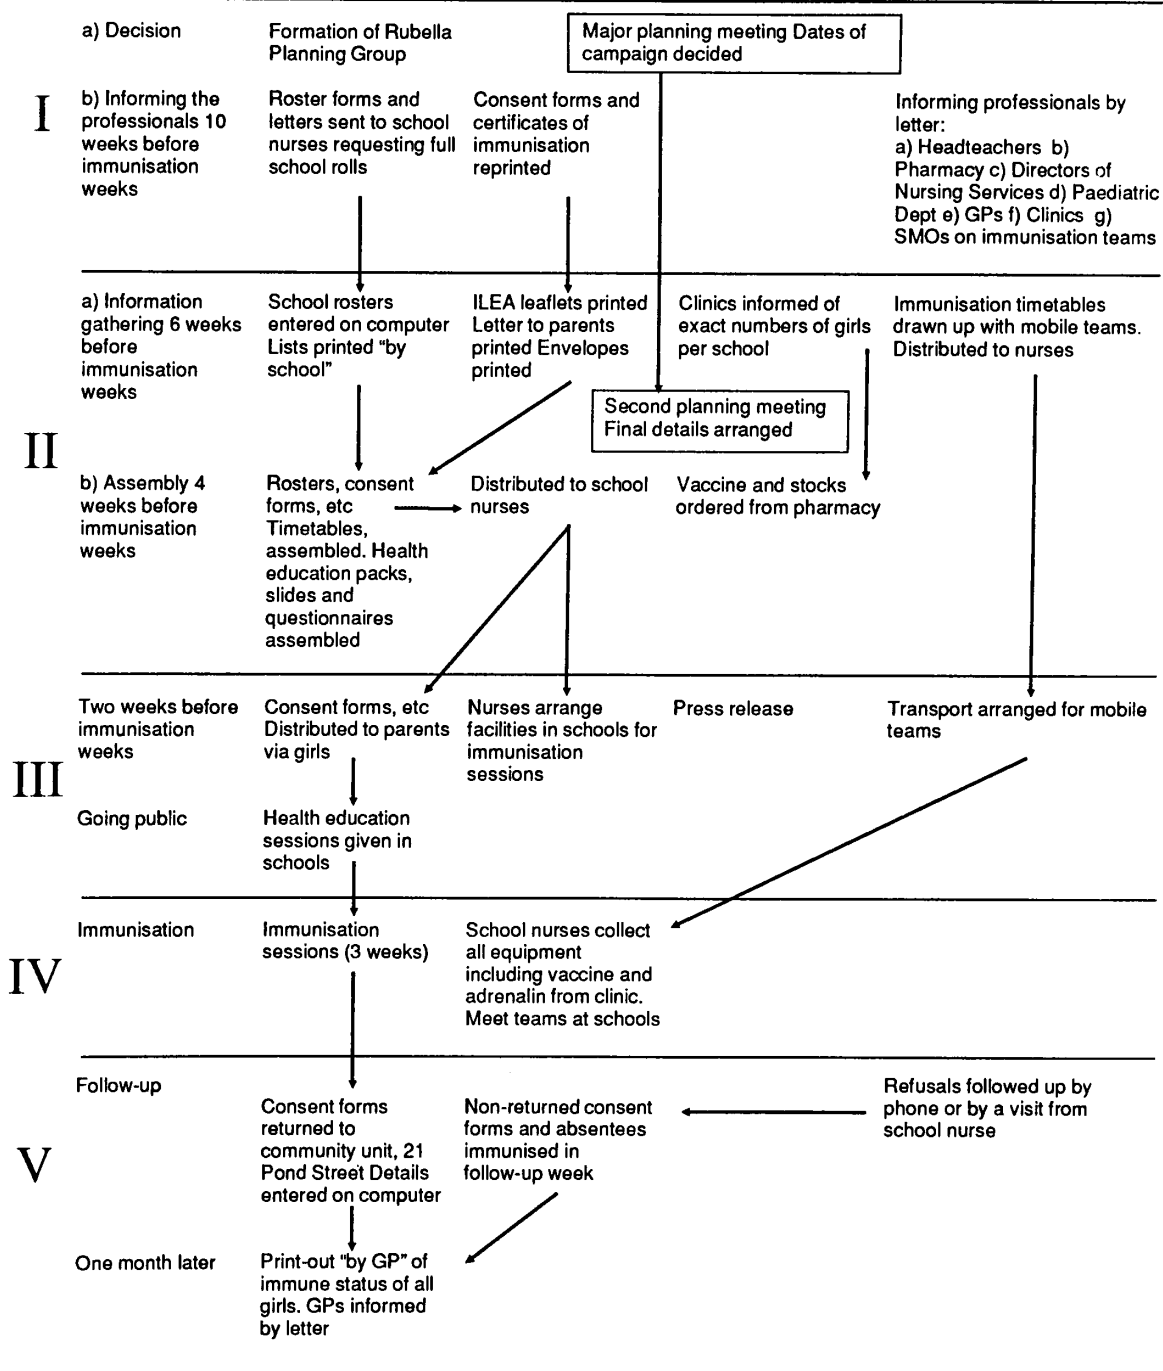 a) Decision
Formation of Rubella
Planning Group
Major planning meeting Dates of
campaign decided
I
b) Informing the
professionals 10
weeks before
immunisation
weeks
Roster forms and
letters sent to school
nurses requesting full
school rolls
Consent forms and
certificates of
immunisation
reprinted
Informing professionals by
letter:
a) Headteachers b)
Pharmacy c) Directors of
Nursing Services d) Paediatric
Dept e) GPs f) Clinics g)
SMOs on immunisation teams
II
a) Information
gathering 6 weeks
before
immunisation
weeks
School rosters
entered on computer
Lists printed "by
school"
ILEA leaflets printed
Letter to parents
printed Envelopes
printed
Clinics informed of
exact numbers of girls
per school
Immunisation timetables
drawn up with mobile teams.
Distributed to nurses
Second planning meeting
Final details arranged
b) Assembly 4
weeks before
immunisation
weeks
Rosters, consent
forms, etc
Timetables,
assembled. Health
education packs,
slides and
questionnaires
assembled
Distributed to school
nurses
Vaccine and stocks
ordered from pharmacy
III
Two weeks before
immunisation
weeks
Consent forms, etc
Distributed to parents
via girls
Nurses arrange
facilities in schools for
immunisation
sessions
Press release
Transport arranged for mobile
teams
Going public
Health education
sessions given in
schools
IV
Immunisation
Immunisation
sessions (3 weeks)
School nurses collect
all equipment
including vaccine and
adrenalin from clinic.
Meet teams at schools
V
Follow-up
Consent forms
returned to
community unit, 21
Pond Street Details
entered on computer
Non-returned consent
forms and absentees
immunised in
follow-up week
Refusals followed up by
phone or by a visit from
school nurse
One month later
Print-out "by GP" of
immune status of all
girls. GPs informed
by letter